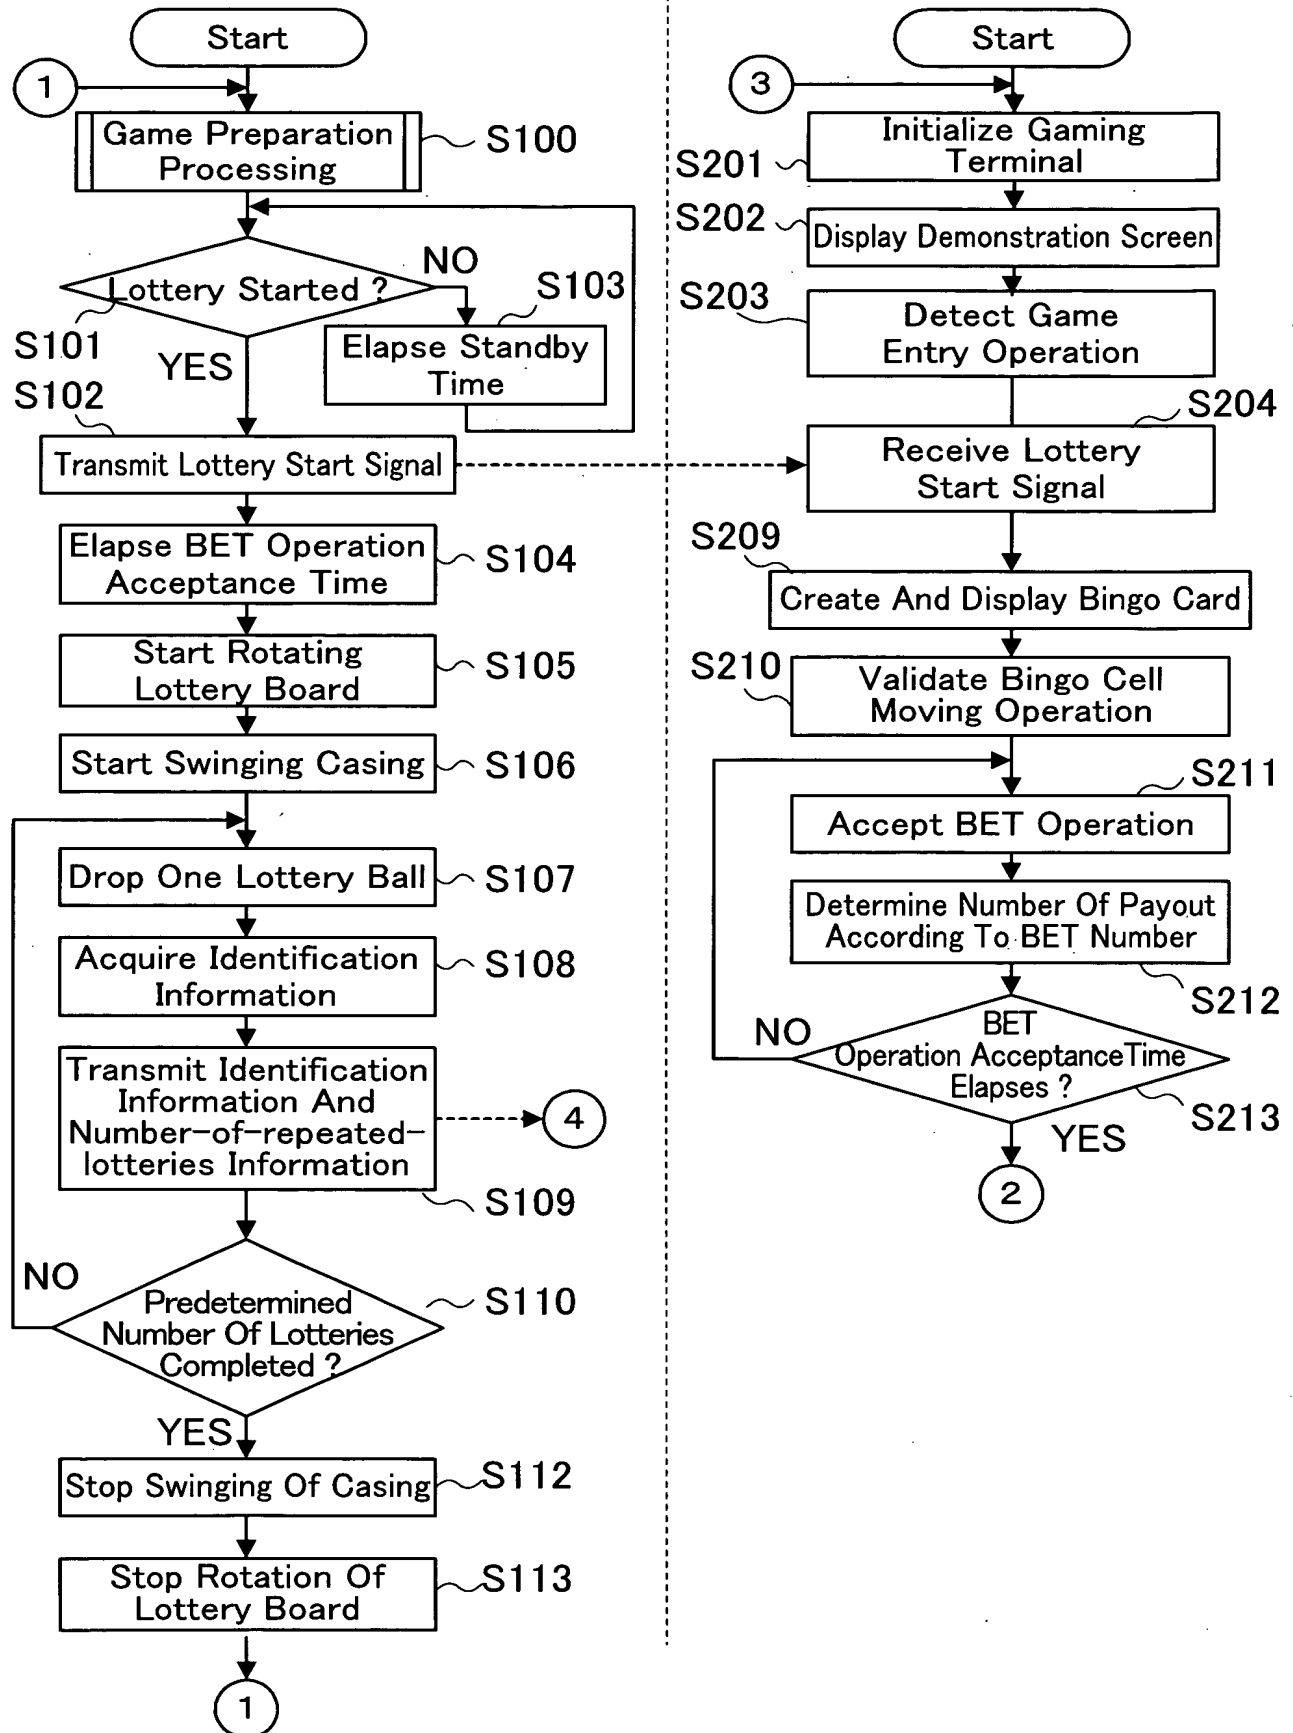 Start
1
Game Preparation
Processing
S100
Lottery Started ?
NO
S101
YES
S103
Elapse Standby
Time
S102
Transmit Lottery Start Signal
Elapse BET Operation
Acceptance Time
S104
Start Rotating
Lottery Board
S105
Start Swinging Casing
S106
Drop One Lottery Ball
S107
Acquire Identification
Information
S108
Transmit Identification
Information And
Number-of-repeated-
lotteries Information
4
S109
NO
Predetermined
Number Of Lotteries
Completed ?
S110
YES
Stop Swinging Of Casing
S112
Stop Rotation Of
Lottery Board
S113
1
Start
3
Initialize Gaming
Terminal
S201
S202
Display Demonstration Screen
S203
Detect Game
Entry Operation
S204
Receive Lottery
Start Signal
S209
Create And Display Bingo Card
S210
Validate Bingo Cell
Moving Operation
S211
Accept BET Operation
Determine Number Of Payout
According To BET Number
S212
NO
BET
Operation AcceptanceTime
Elapses ?
S213
YES
2